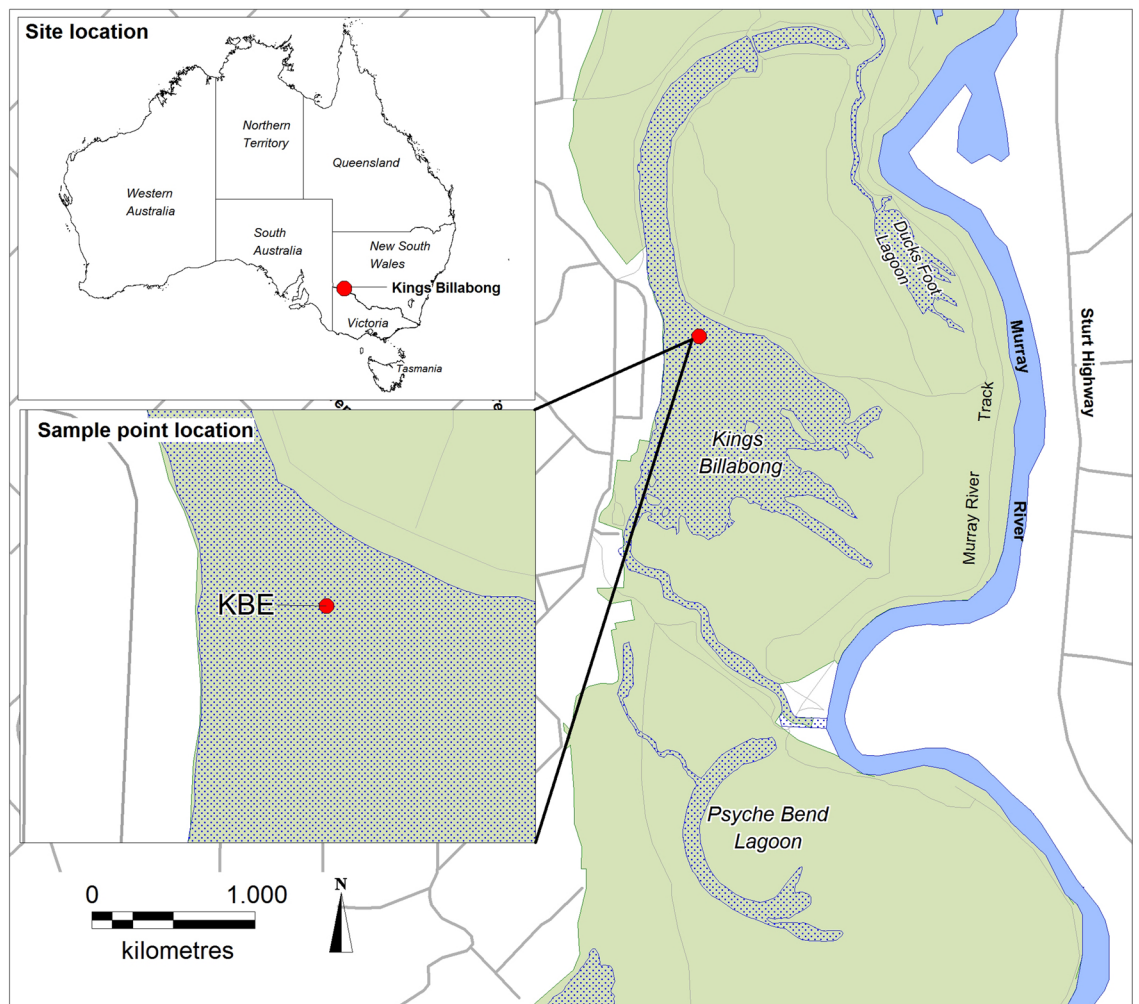 Site location
Northern
Territory
Queensland
Western
Australia
South
Australia
New South
Wales
Kings Billabong
Victoria
Tasmania
Sample point location
KBE
Ducks Foot
Lagoon
Murray
River
Sturt Highway
Track
Murray River
Kings
Billabong
Psyche Bend
Lagoon
0 1.000
kilometres
N